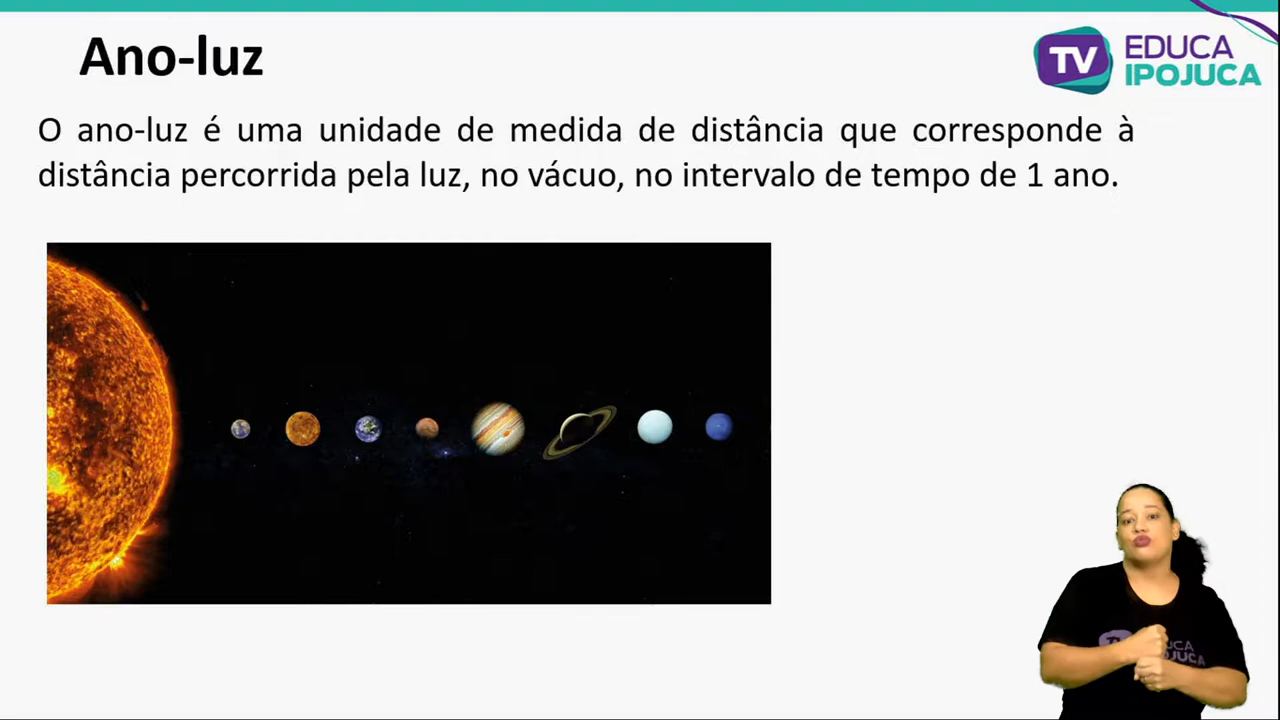 Ano-luz
TV EDUCA
IPOJUCA
O ano-luz é uma unidade de medida de distância que corresponde à
distância percorrida pela luz, no vácuo, no intervalo de tempo de 1 ano.